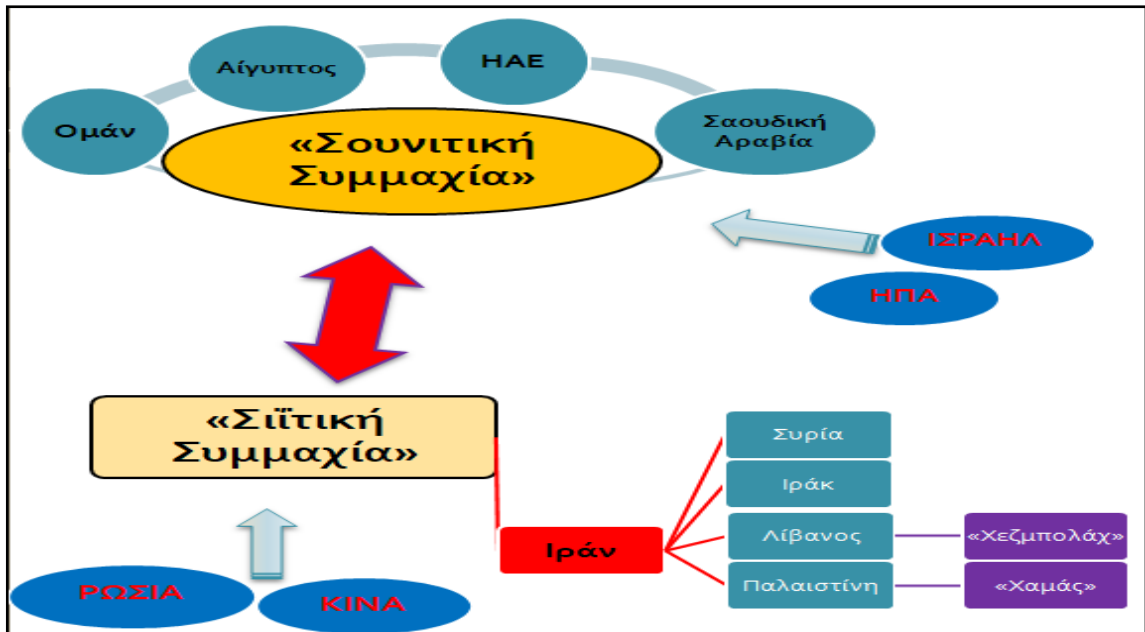 Ομάν
Αίγυπτος
ΗΑΕ
Σαουδική
Αραβία
«Σουνιτική
Συμμαχία»
ΙΣΡΑΗΛ
ΗΠΑ
«Σιϊτική
Συμμαχία»
Ιράν
Συρία
Ιράκ
Λίβανος
«Χεζμπολάχ»
Παλαιστίνη
«Χαμάς»
ΡΩΣΙΑ
ΚΙΝΑ